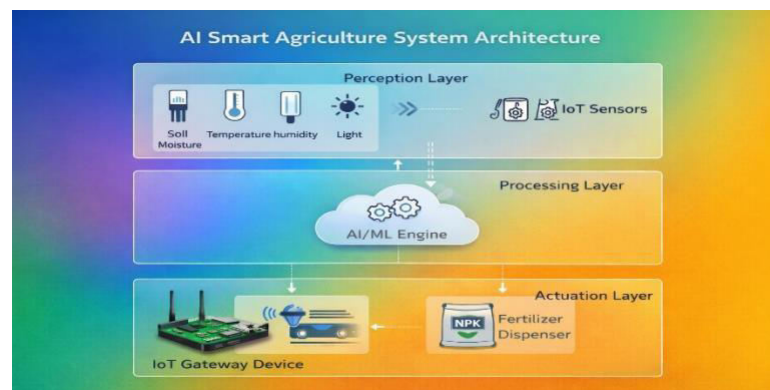 AI Smart Agriculture System Architecture
Perception Layer
Soll
Moisture
Temperature
humidity
Light
IoT Sensors
Processing Layer
AI/ML Engine
Actuation Layer
NPK
Fertilizer
Dispenser
IoT Gateway Device